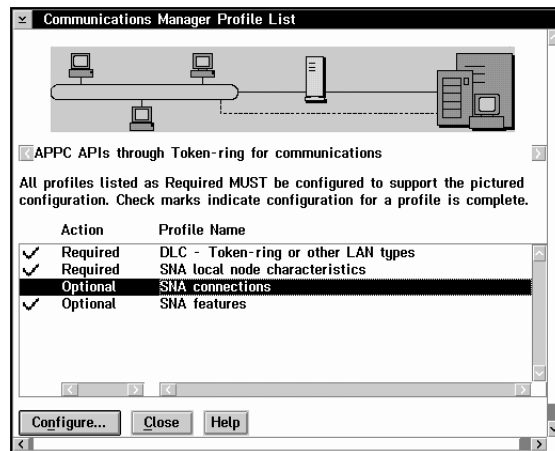 Communications Manager Profile List
APPC APIs through Token-ring for communications
All profiles listed as Required MUST be configured to support the pictured
configuration. Check marks indicate configuration for a profile is complete.
Action Profile Name
Required DLC - Token-ring or other LAN types
Required SNA local node characteristics
Optional SNA connections
Optional SNA features
Configure... Close Help